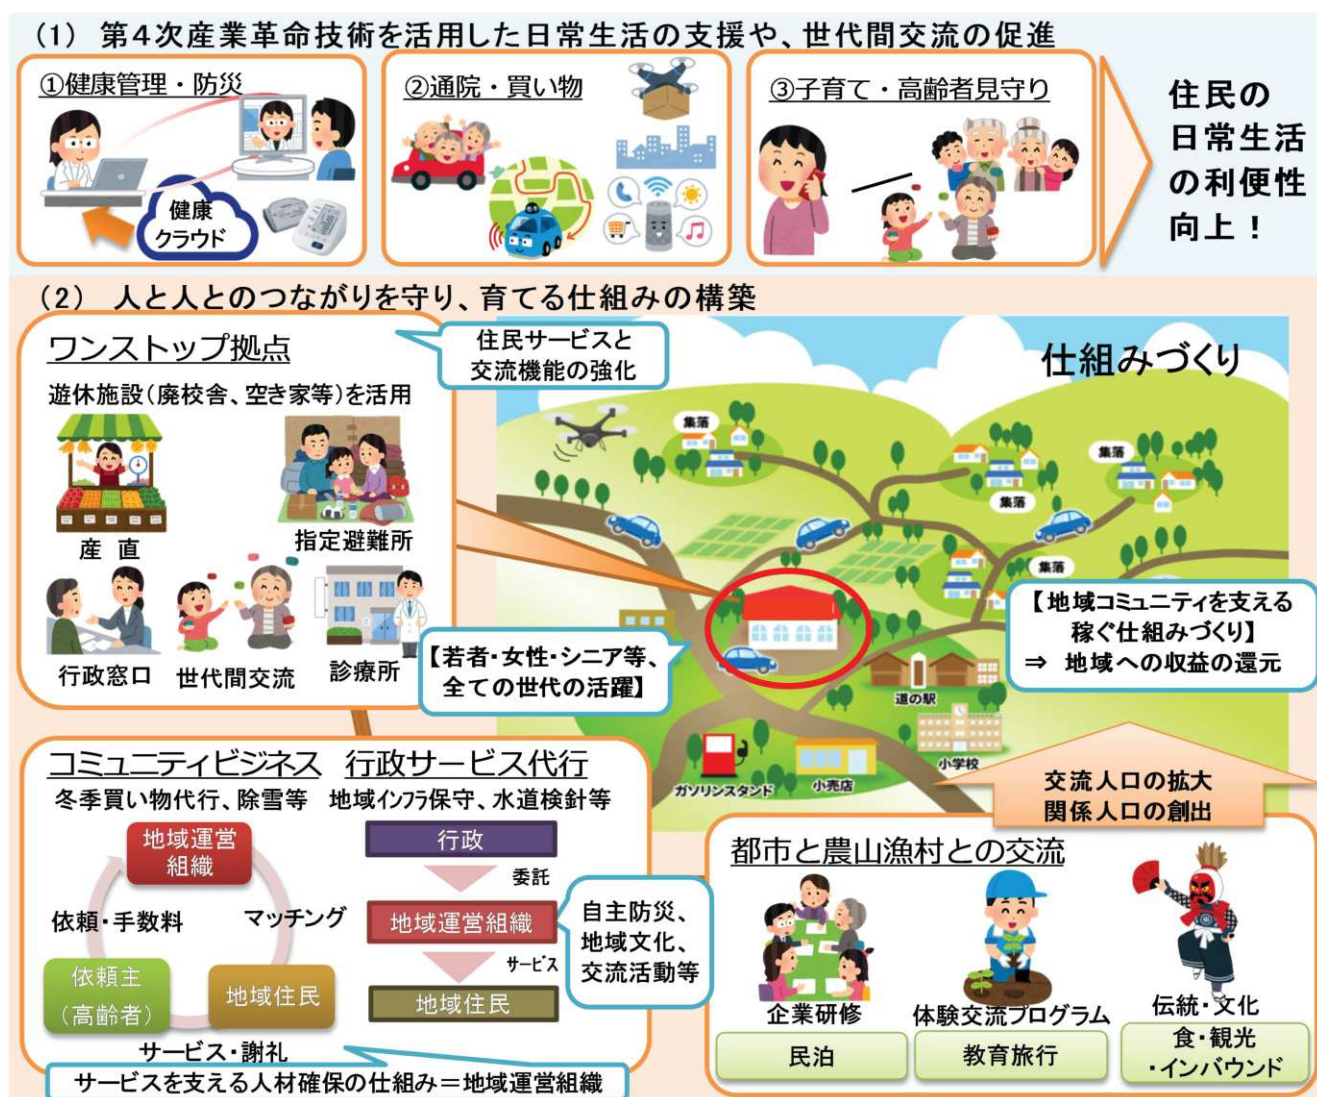 (1) 第4次産業革命技術を活用した日常生活の支援や、世代間交流の促進
①健康管理・防災
健康
クラウド
②通院・買い物
③子育て・高齢者見守り
住民の
日常生活
の利便性
向上！
(2) 人と人とのつながりを守り、育てる仕組みの構築
ワンストップ拠点
遊休施設(廃校舎、空き家等)を活用
産 直
指定避難所
行政窓口
世代間交流
診療所
住民サービスと
交流機能の強化
仕組みづくり
集落
集落
集落
集落
【若者・女性・シニア等、
全ての世代の活躍】
【地域コミュニティを支える
稼ぐ仕組みづくり】
⇒ 地域への収益の還元
道の駅
小学校
ガソリンスタンド
小売店
コミュニティビジネス
冬季買い物代行、除雪等
地域運営
組織
依頼・手数料
マッチング
依頼主
(高齢者)
地域住民
サービス・謝礼
行政サービス代行
地域インフラ保守、水道検針等
行政
委託
地域運営組織
サービス
地域住民
自主防災、
地域文化、
交流活動等
サービスを支える人材確保の仕組み＝地域運営組織
交流人口の拡大
関係人口の創出
都市と農山漁村との交流
企業研修
体験交流プログラム
伝統・文化
民泊
教育旅行
食・観光
・インバウンド